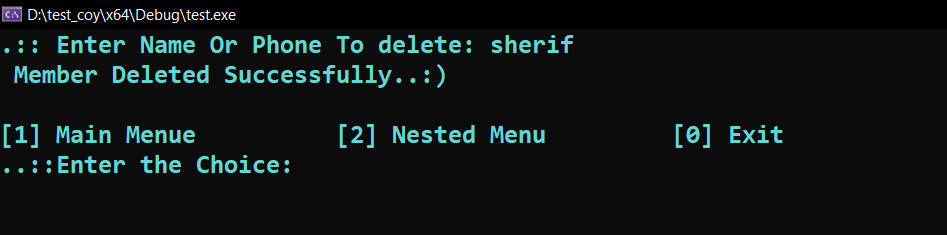 D:\test_coy\x64\Debug\test.exe
.:: Enter Name Or Phone To delete: sherif
Member Deleted Successfully..:)
[1] Main Menue [2] Nested Menu [0] Exit
..::Enter the Choice: